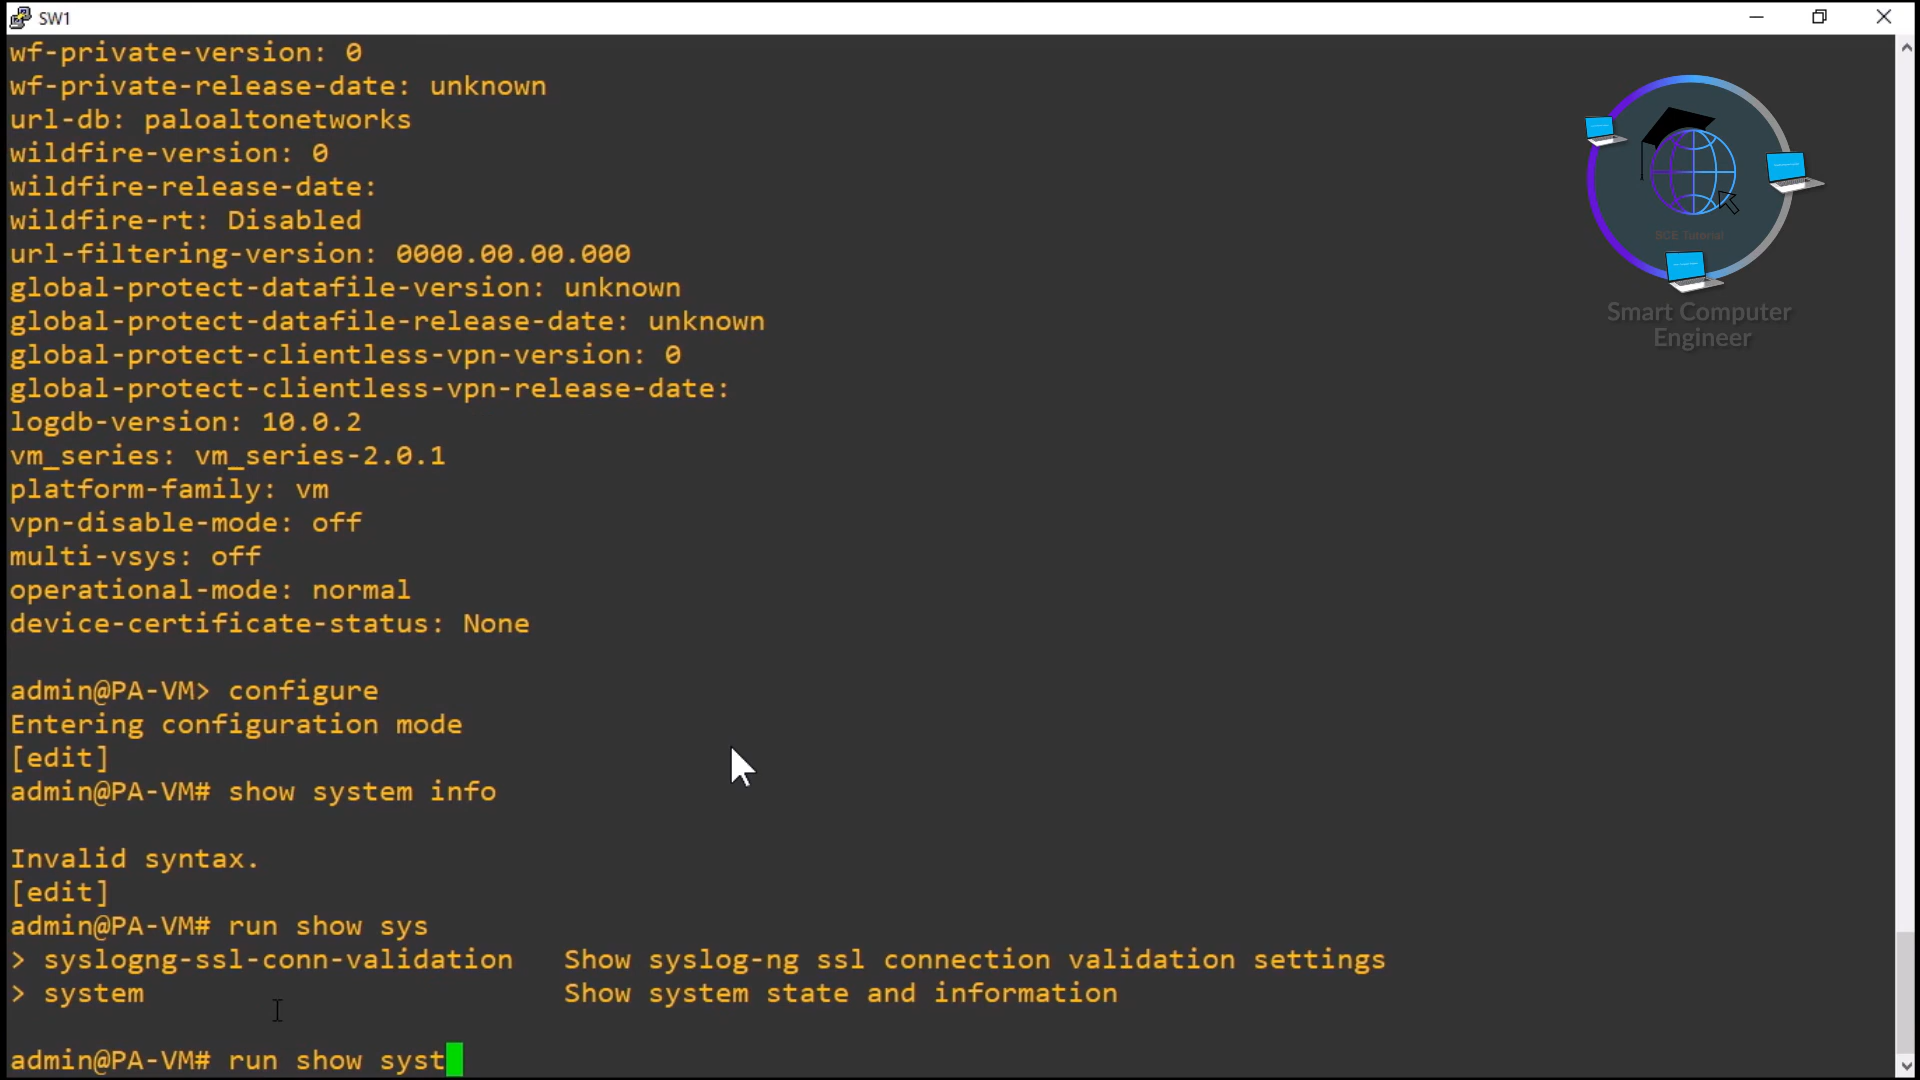 SW1
wf-private-version: 0
wf-private-release-date: unknown
url-db: paloaltonetworks
wildfire-version: 0
wildfire-release-date:
wildfire-rt: Disabled
url-filtering-version: 0000.00.00.000
global-protect-datafile-version: unknown
global-protect-datafile-release-date: unknown
global-protect-clientless-vpn-version: 0
global-protect-clientless-vpn-release-date:
logdb-version: 10.0.2
vm_series: vm_series-2.0.1
platform-family: vm
vpn-disable-mode: off
multi-vsys: off
operational-mode: normal
device-certificate-status: None
admin@PA-VM> configure
Entering configuration mode
[edit]
admin@PA-VM# show system info
Invalid syntax.
[edit]
admin@PA-VM# run show sys
> syslogng-ssl-conn-validation   Show syslog-ng ssl connection validation settings
> system                         Show system state and information
admin@PA-VM# run show syst
BCE Tutorial
Smart Computer
Engineer